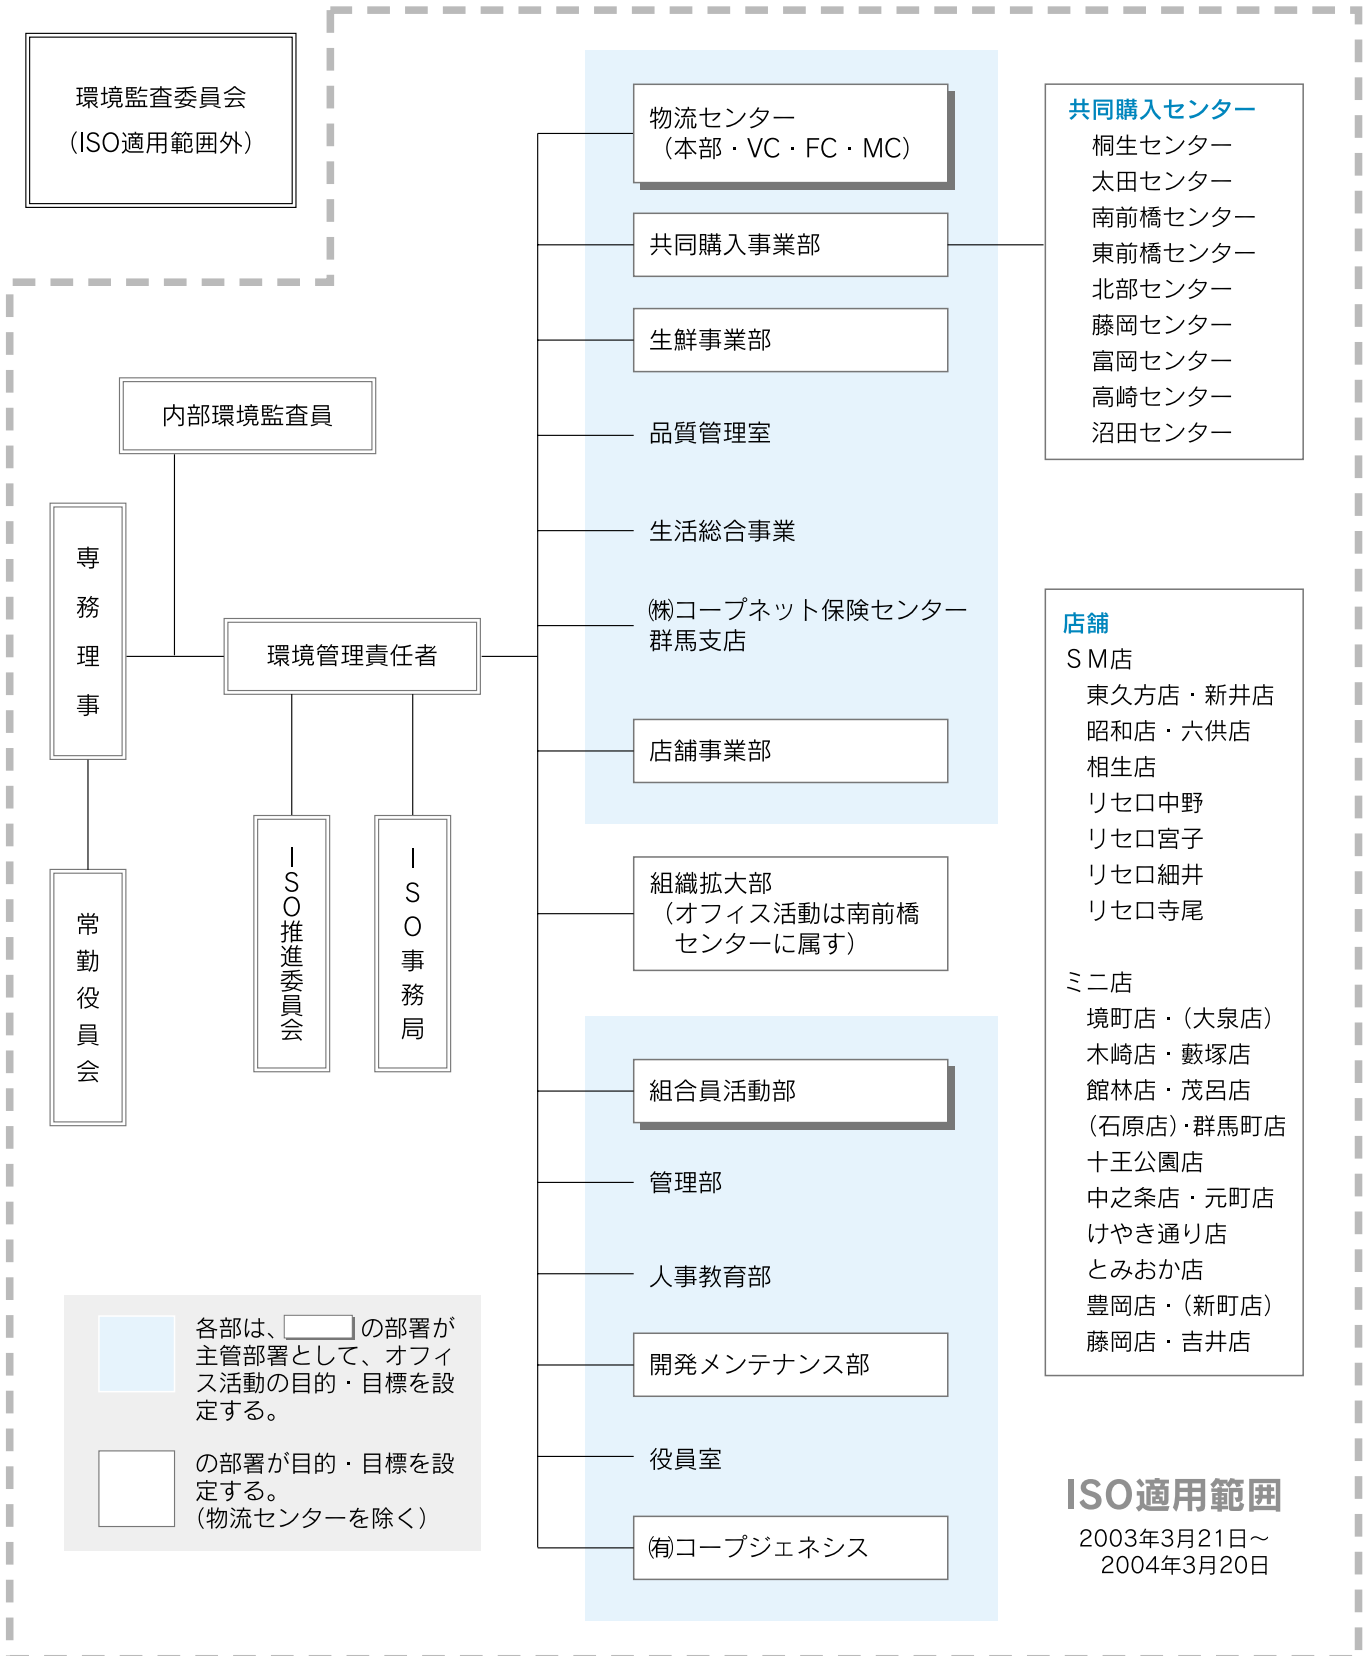 環境監査委員会
（ISO適用範囲外）
内部環境監査員
専務理事
環境管理責任者
常勤役員会
ISO推進委員会
ISO事務局
物流センター
（本部・VC・FC・MC）
共同購入事業部
生鮮事業部
品質管理室
生活総合事業
㈱コープネット保険センター
群馬支店
店舗事業部
組織拡大部
（オフィス活動は南前橋
センターに属す）
組合員活動部
管理部
人事教育部
開発メンテナンス部
役員室
㈲コープジェネシス
共同購入センター
桐生センター
太田センター
南前橋センター
東前橋センター
北部センター
藤岡センター
富岡センター
高崎センター
沼田センター
店舗
ＳＭ店
東久方店・新井店
昭和店・六供店
相生店
リセロ中野
リセロ宮子
リセロ細井
リセロ寺尾
ミニ店
境町店・（大泉店）
木崎店・藪塚店
館林店・茂呂店
（石原店）・群馬町店
十王公園店
中之条店・元町店
けやき通り店
とみおか店
豊岡店・（新町店）
藤岡店・吉井店
各部は、の部署が
主管部署として、オフィ
ス活動の目的・目標を設
定する。
の部署が目的・目標を設
定する。
（物流センターを除く）
ISO適用範囲
2003年3月21日～
2004年3月20日